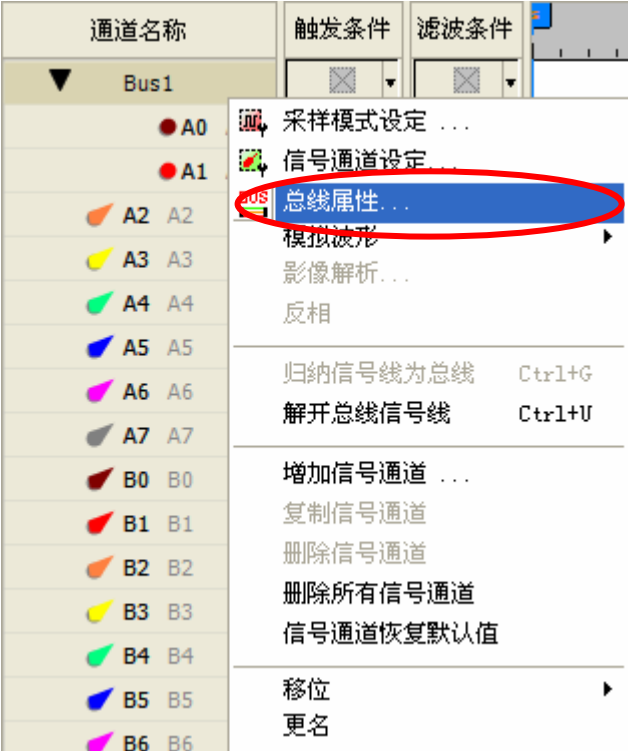 通道名称 触发条件 滤波条件
Bus1
A0
A1
A2 A2
A3 A3
A4 A4
A5 A5
A6 A6
A7 A7
B0 B0
B1 B1
B2 B2
B3 B3
B4 B4
B5 B5
B6 B6
采样模式设定 ...
信号通道设定...
BUS
总线属性...
模拟波形
影像解析...
反相
归纳信号线为总线 Ctrl+G
解开总线信号线 Ctrl+U
增加信号通道 ...
复制信号通道
删除信号通道
删除所有信号通道
信号通道恢复默认值
移位
更名